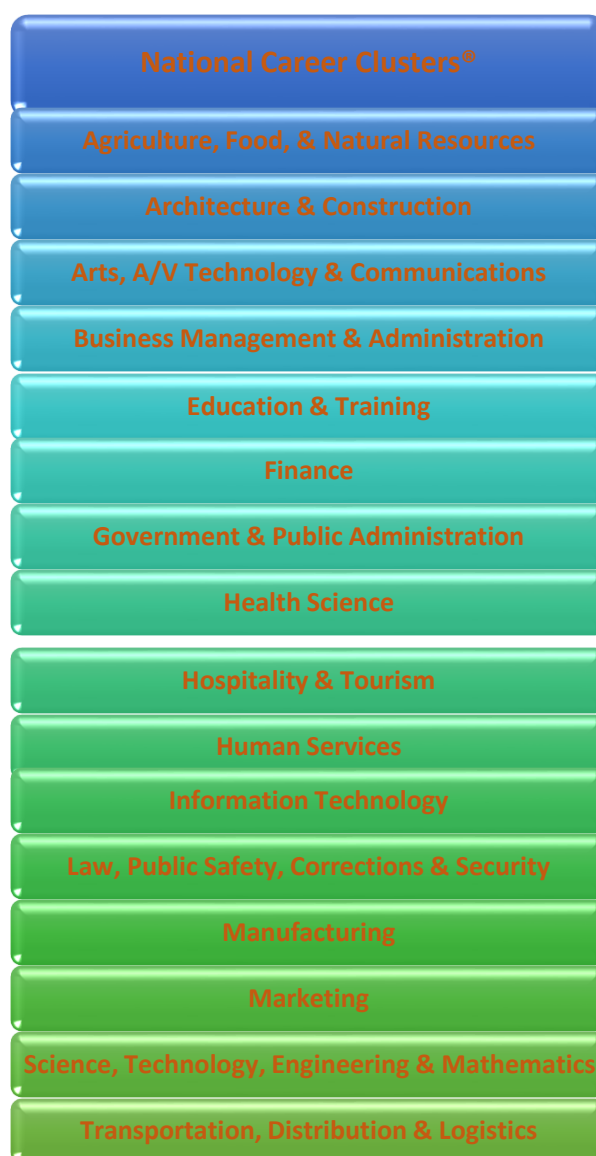 National Career Clusters®
Agriculture, Food, & Natural Resources
Architecture & Construction
Arts, A/V Technology & Communications
Business Management & Administration
Education & Training
Finance
Government & Public Administration
Health Science
Hospitality & Tourism
Human Services
Information Technology
Law, Public Safety, Corrections & Security
Manufacturing
Marketing
Science, Technology, Engineering & Mathematics
Transportation, Distribution & Logistics